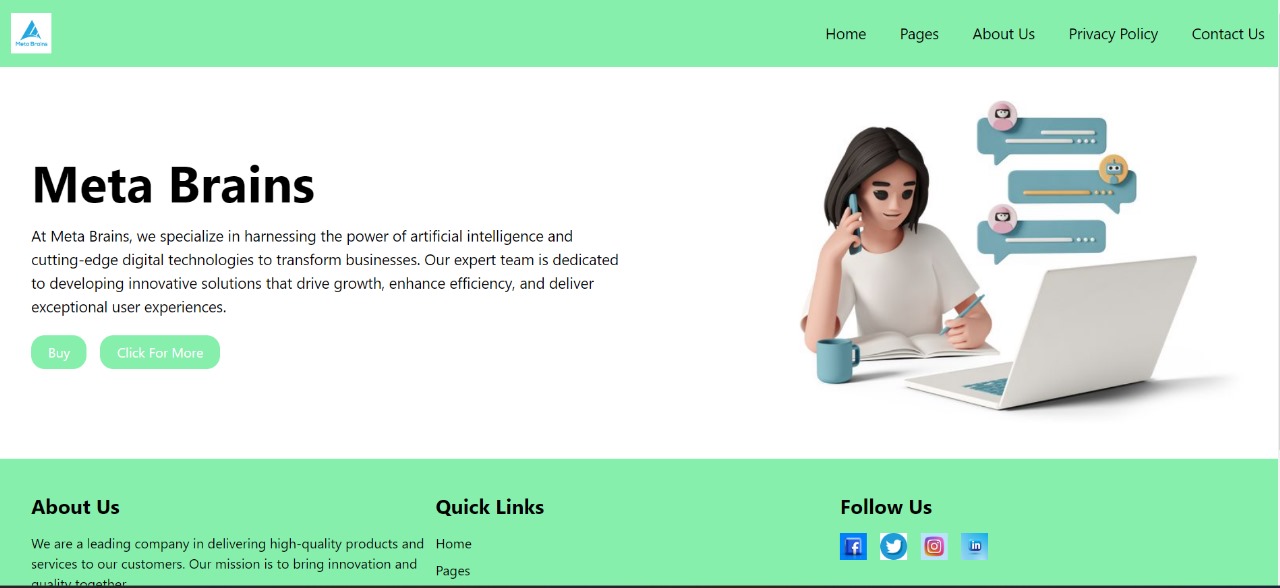 Meta Brains
Home Pages About Us Privacy Policy Contact Us
Meta Brains
At Meta Brains, we specialize in harnessing the power of artificial intelligence and
cutting-edge digital technologies to transform businesses. Our expert team is dedicated
to developing innovative solutions that drive growth, enhance efficiency, and deliver
exceptional user experiences.
Buy Click For More
About Us
We are a leading company in delivering high-quality products and
services to our customers. Our mission is to bring innovation and
quality together
Quick Links
Home
Pages
Follow Us
f
in